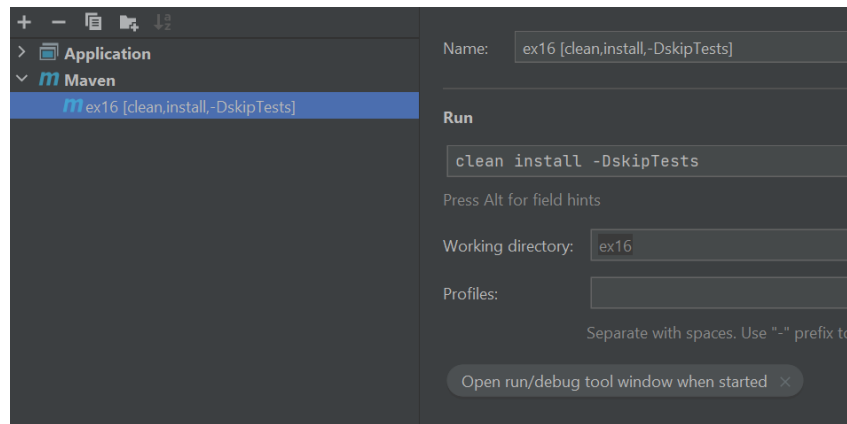 Application
Maven
ex16 [clean,install,-DskipTests]
Name: ex16 [clean,install,-DskipTests]
Run
clean install -DskipTests
Press Alt for field hints
Working directory: ex16
Profiles:
Separate with spaces. Use "-" prefix to
Open run/debug tool window when started ×